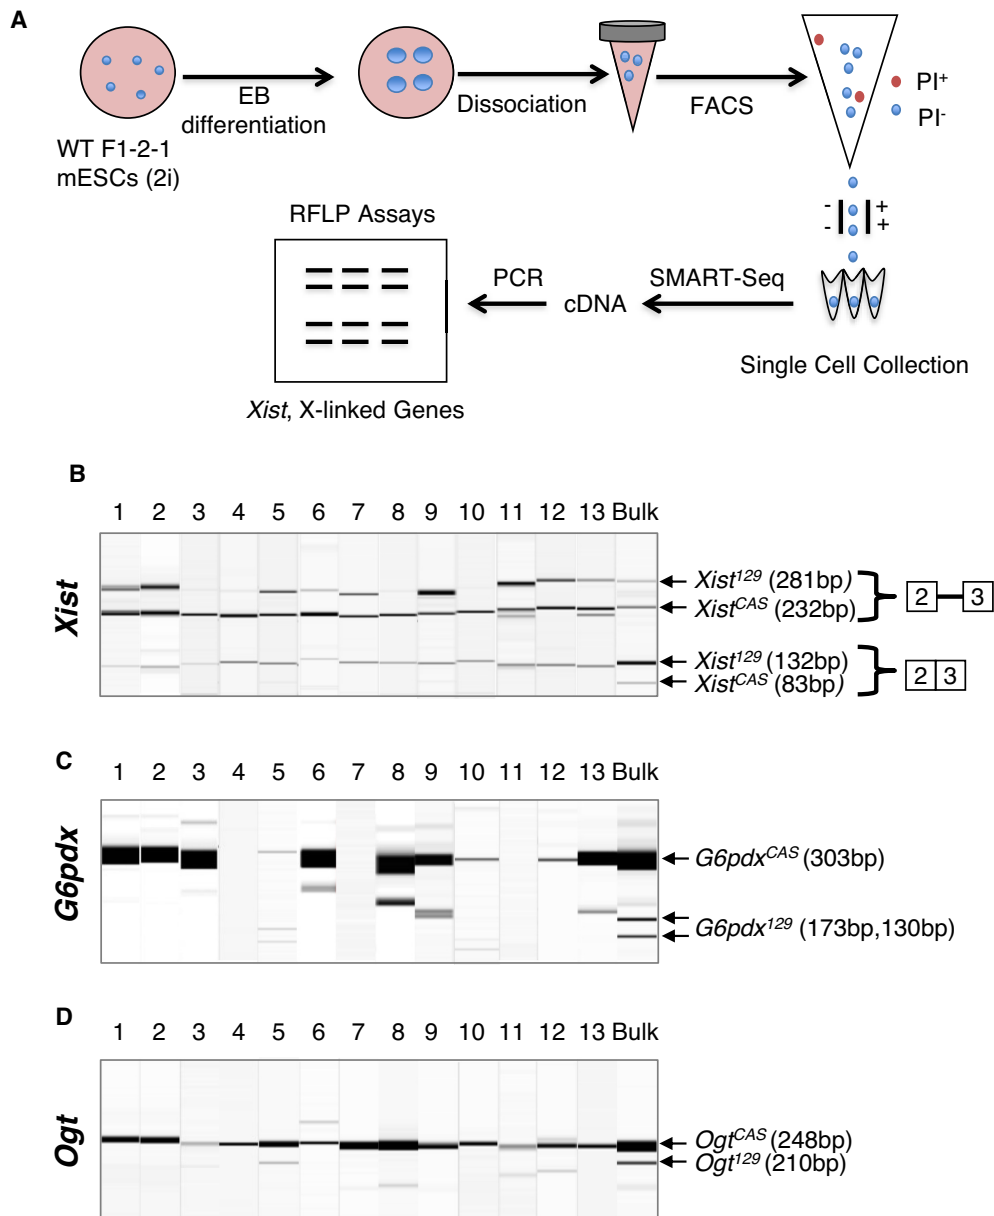 A
WT F1-2-1
mESCs (2i)
EB
differentiation
Dissociation
FACS
PI+
PI-
- +
- +
Single Cell Collection
SMART-Seq
cDNA
PCR
RFLP Assays
Xist, X-linked Genes
B
1 2 3 4 5 6 7 8 9 10 11 12 13 Bulk
Xist
Xist129 (281bp)
XistCAS (232bp)
2 3
Xist129 (132bp)
XistCAS (83bp)
2 3
C
1 2 3 4 5 6 7 8 9 10 11 12 13 Bulk
G6pdx
G6pdxCAS (303bp)
G6pdx129 (173bp,130bp)
D
1 2 3 4 5 6 7 8 9 10 11 12 13 Bulk
Ogt
OgtCAS (248bp)
Ogt129 (210bp)